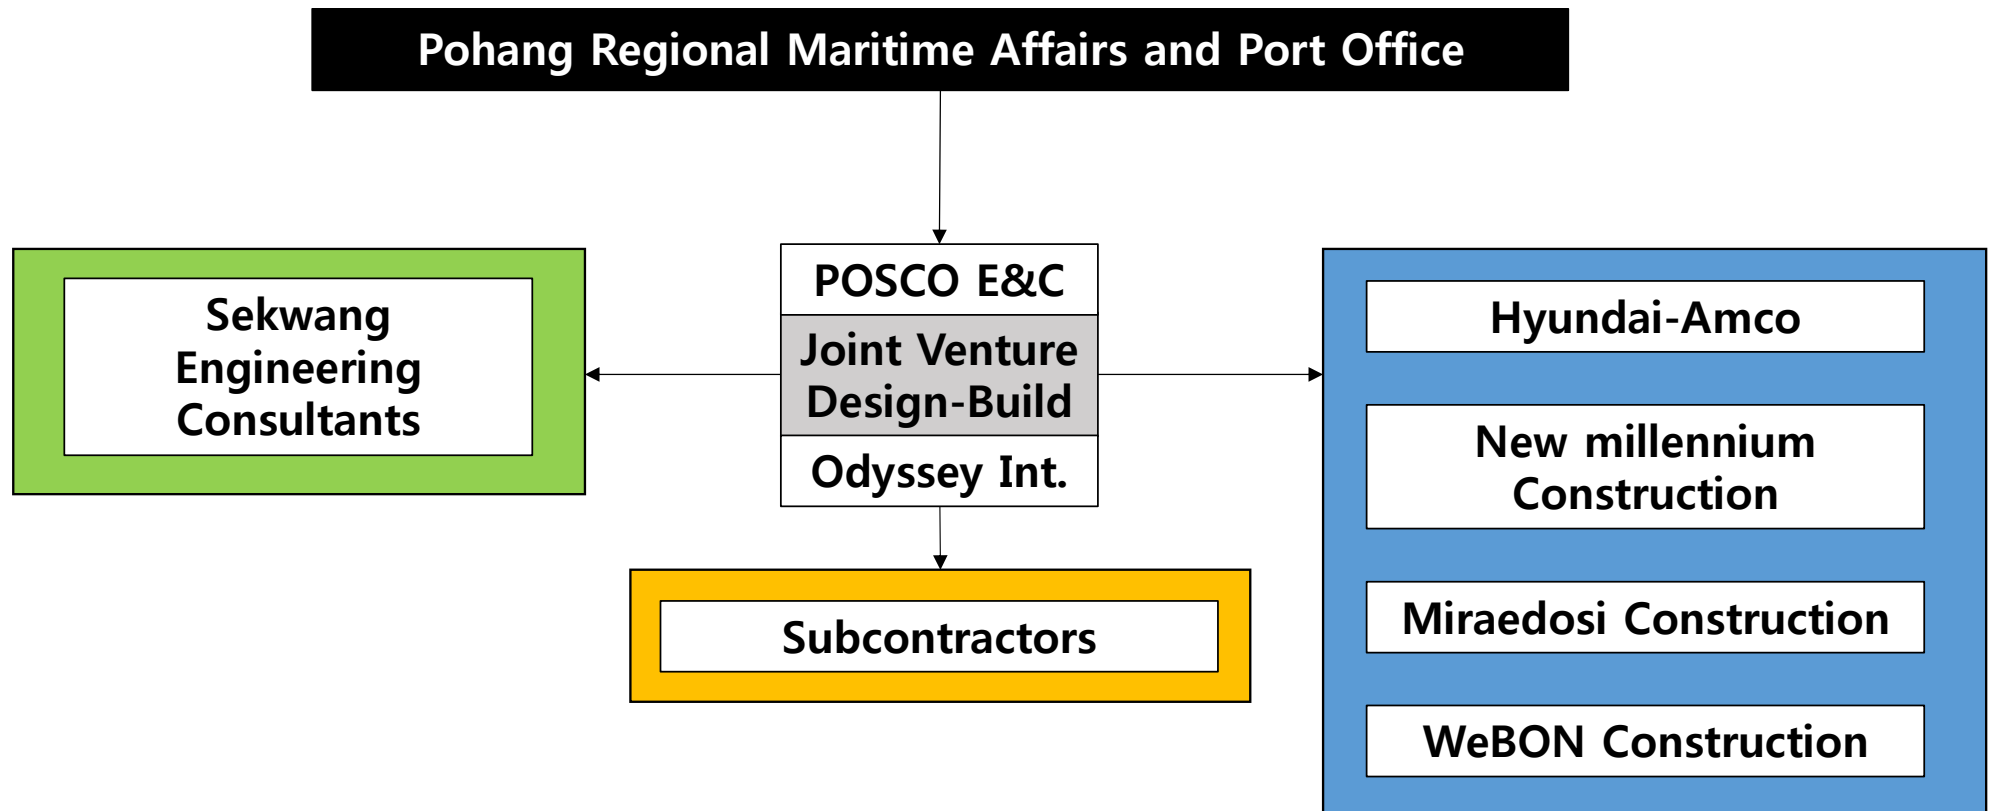 Pohang Regional Maritime Affairs and Port Office
Sekwang
Engineering
Consultants
POSCO E&C
Joint Venture
Design-Build
Odyssey Int.
Subcontractors
Hyundai-Amco
New millennium
Construction
Miraedosi Construction
WeBON Construction